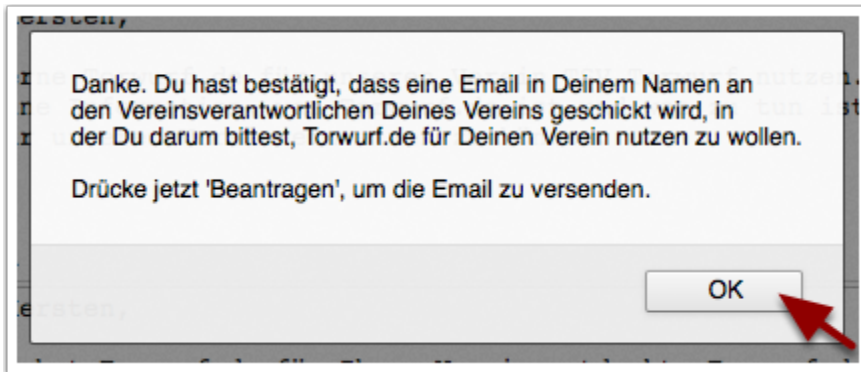 ersten,
Danke. Du hast bestätigt, dass eine Email in Deinem Namen an
den Vereinsverantwortlichen Deines Vereins geschickt wird, in
der Du darum bittest, Torwurf.de für Deinen Verein nutzen zu wollen.
Drücke jetzt 'Beantragen', um die Email zu versenden.
OK
ersten,